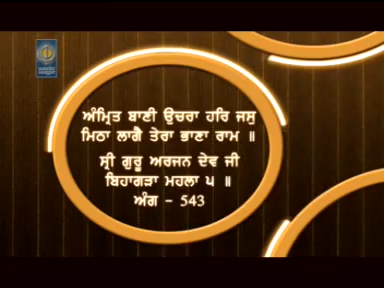 ਅੰਮ੍ਰਿਤ ਬਾਣੀ ਉਚਰਾ ਹਰਿ ਜਸੁ
ਮਿਠਾ ਲਾਗੈ ਤੇਰਾ ਭਾਣਾ ਰਾਮ ॥
ਸ੍ਰੀ ਗੁਰੂ ਅਰਜਨ ਦੇਵ ਜੀ
ਬਿਹਾਗੜਾ ਮਹਲਾ ੫ ॥
ਅੰਗ - 543